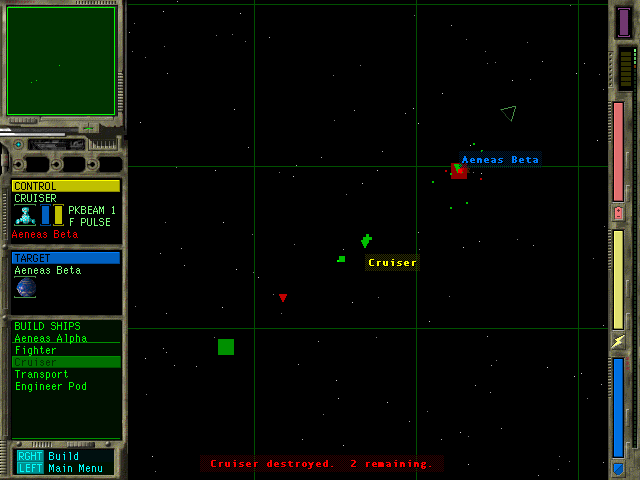 CONTROL
CRUISER
PKBEAM 1
F PULSE
Aeneas Beta
TARGET
Aeneas Beta
BUILD SHIPS
Aeneas Alpha
Fighter
Cruiser
Transport
Engineer Pod
RGHT Build
LEFT Main Menu
Aeneas Beta
Cruiser
Cruiser destroyed. 2 remaining.